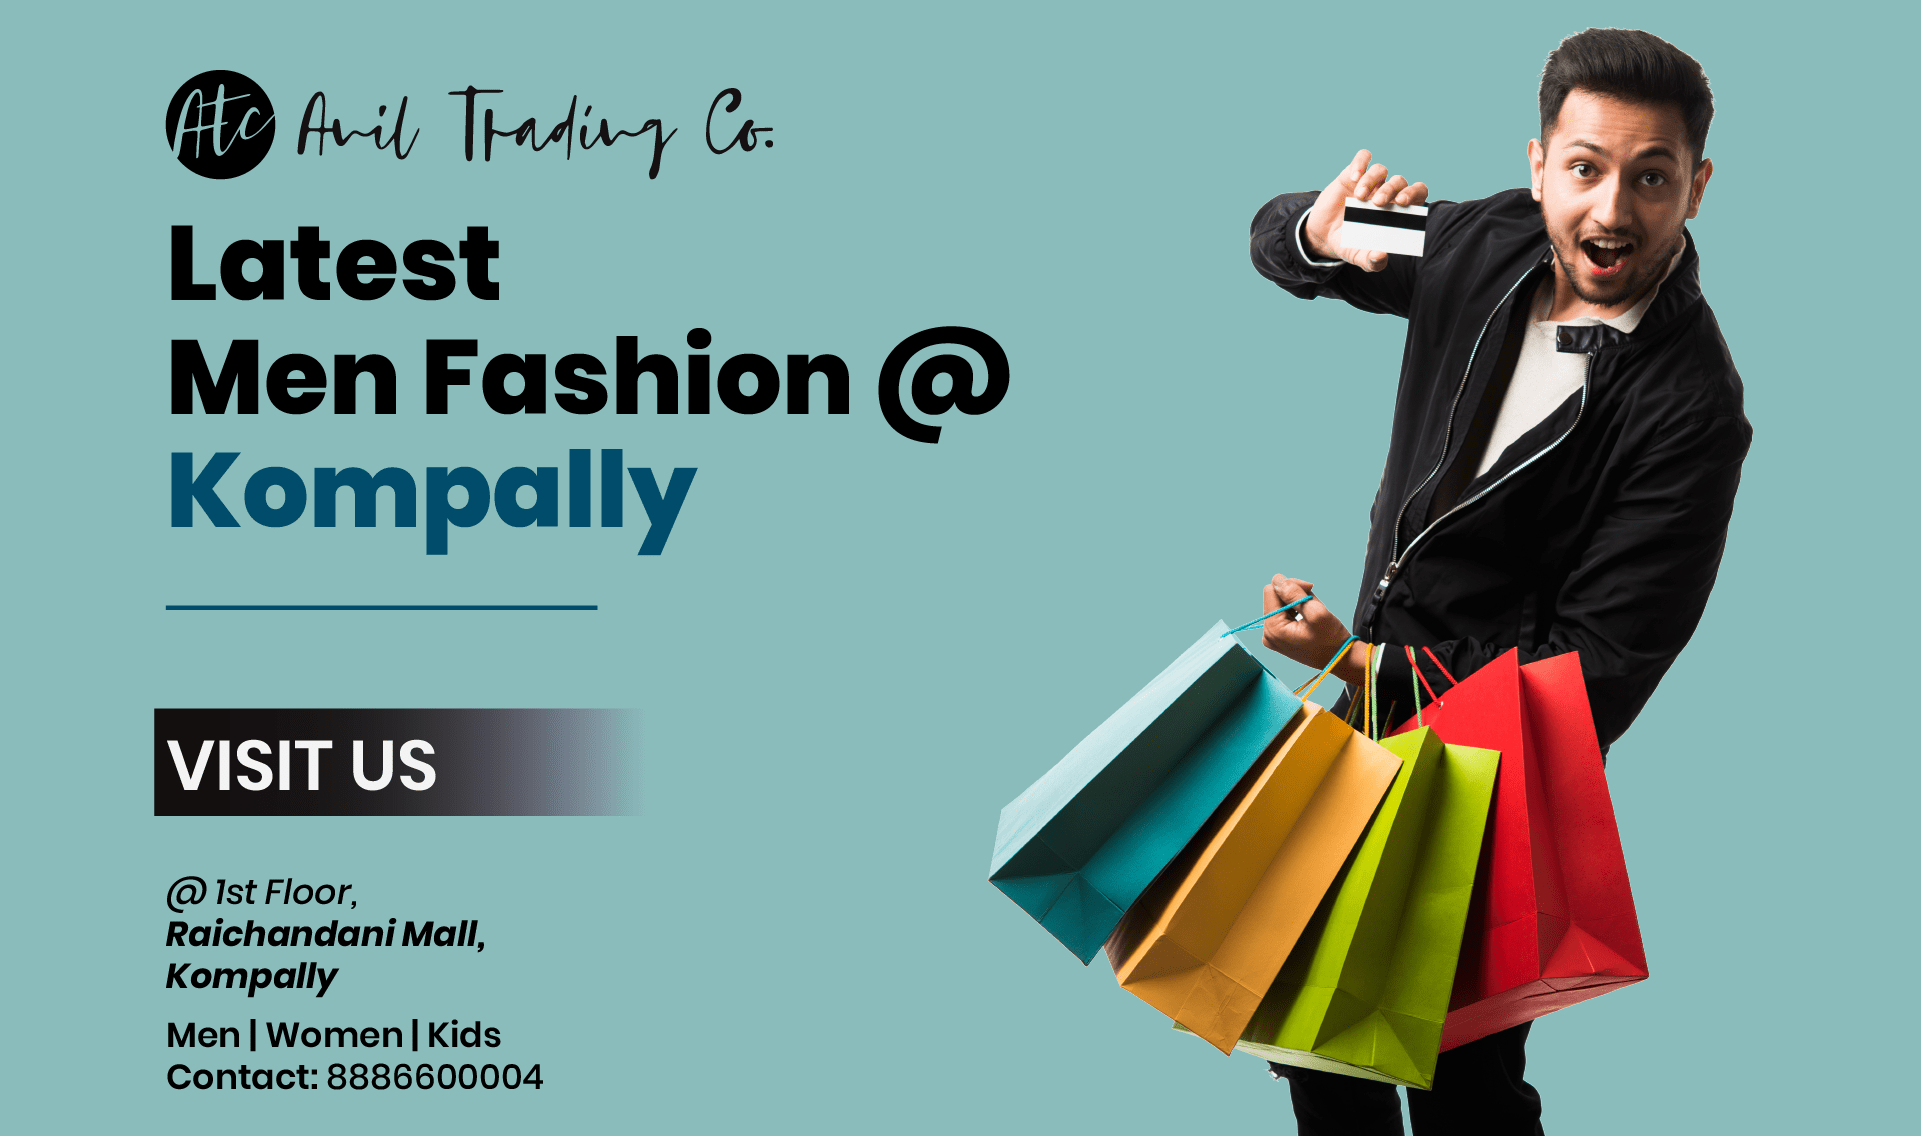 Atc Anil Trading Co.
Latest
Men Fashion @
Kompally
VISIT US
@ 1st Floor,
Raichandani Mall,
Kompally
Men | Women | Kids
Contact: 8886600004